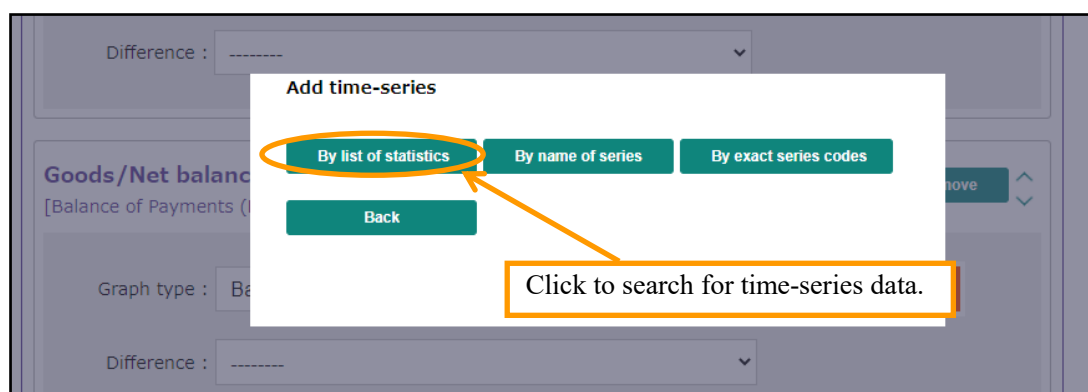 Difference : --------
Add time-series
By list of statistics By name of series By exact series codes
Goods/Net balanc
[Balance of Payments (
Back
Graph type : Ba
Click to search for time-series data.
Difference : --------